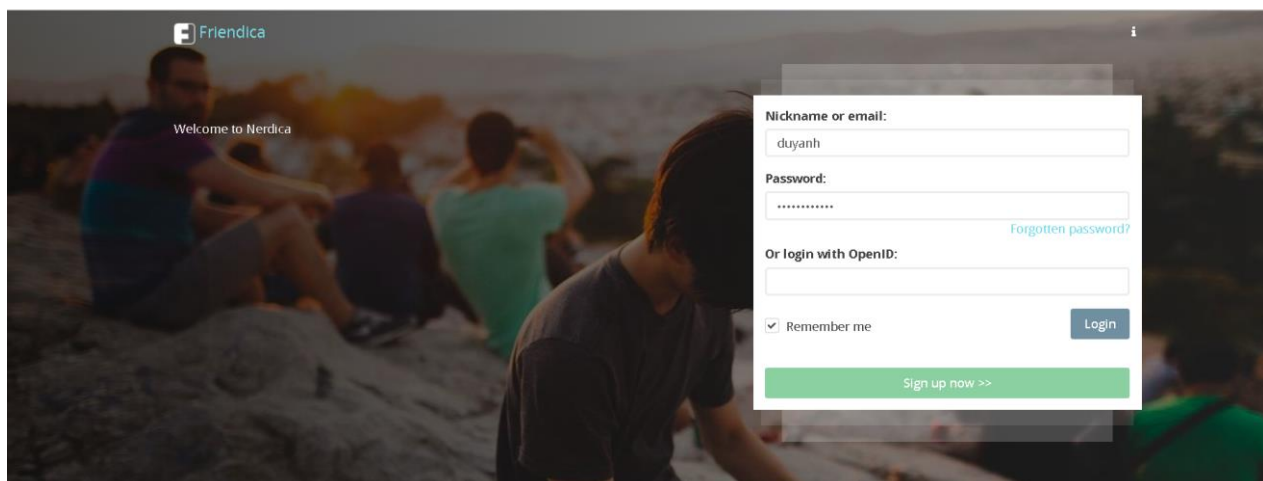 Friendica
i
Welcome to Nerdica
Nickname or email:
duyanh
Password:
••••••••••••
Forgotten password?
Or login with OpenID:
Remember me
Login
Sign up now >>